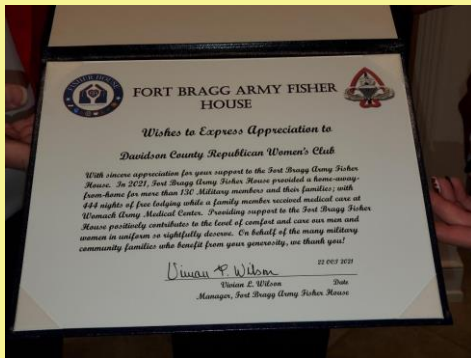 FISHER HOUSE
FORT BRAGG ARMY FISHER
HOUSE
Wishes to Express Appreciation to
Davidson County Republican Women's Club
With sincere appreciation for your support to the Fort Bragg Army Fisher
House. In 2021, Fort Bragg Army Fisher House provided a home-away-
from-home for more than 130 Military members and their families; with
444 nights of free lodging while a family member received medical care at
Womack Army Medical Center. Providing support to the Fort Bragg Fisher
House positively contributes to the level of comfort and care our men and
women in uniform so rightfully deserve. On behalf of the many military
community families who benefit from your generosity, we thank you!
22 OCT 2021
Vivian L. Wilson Date
Manager, Fort Bragg Army Fisher House